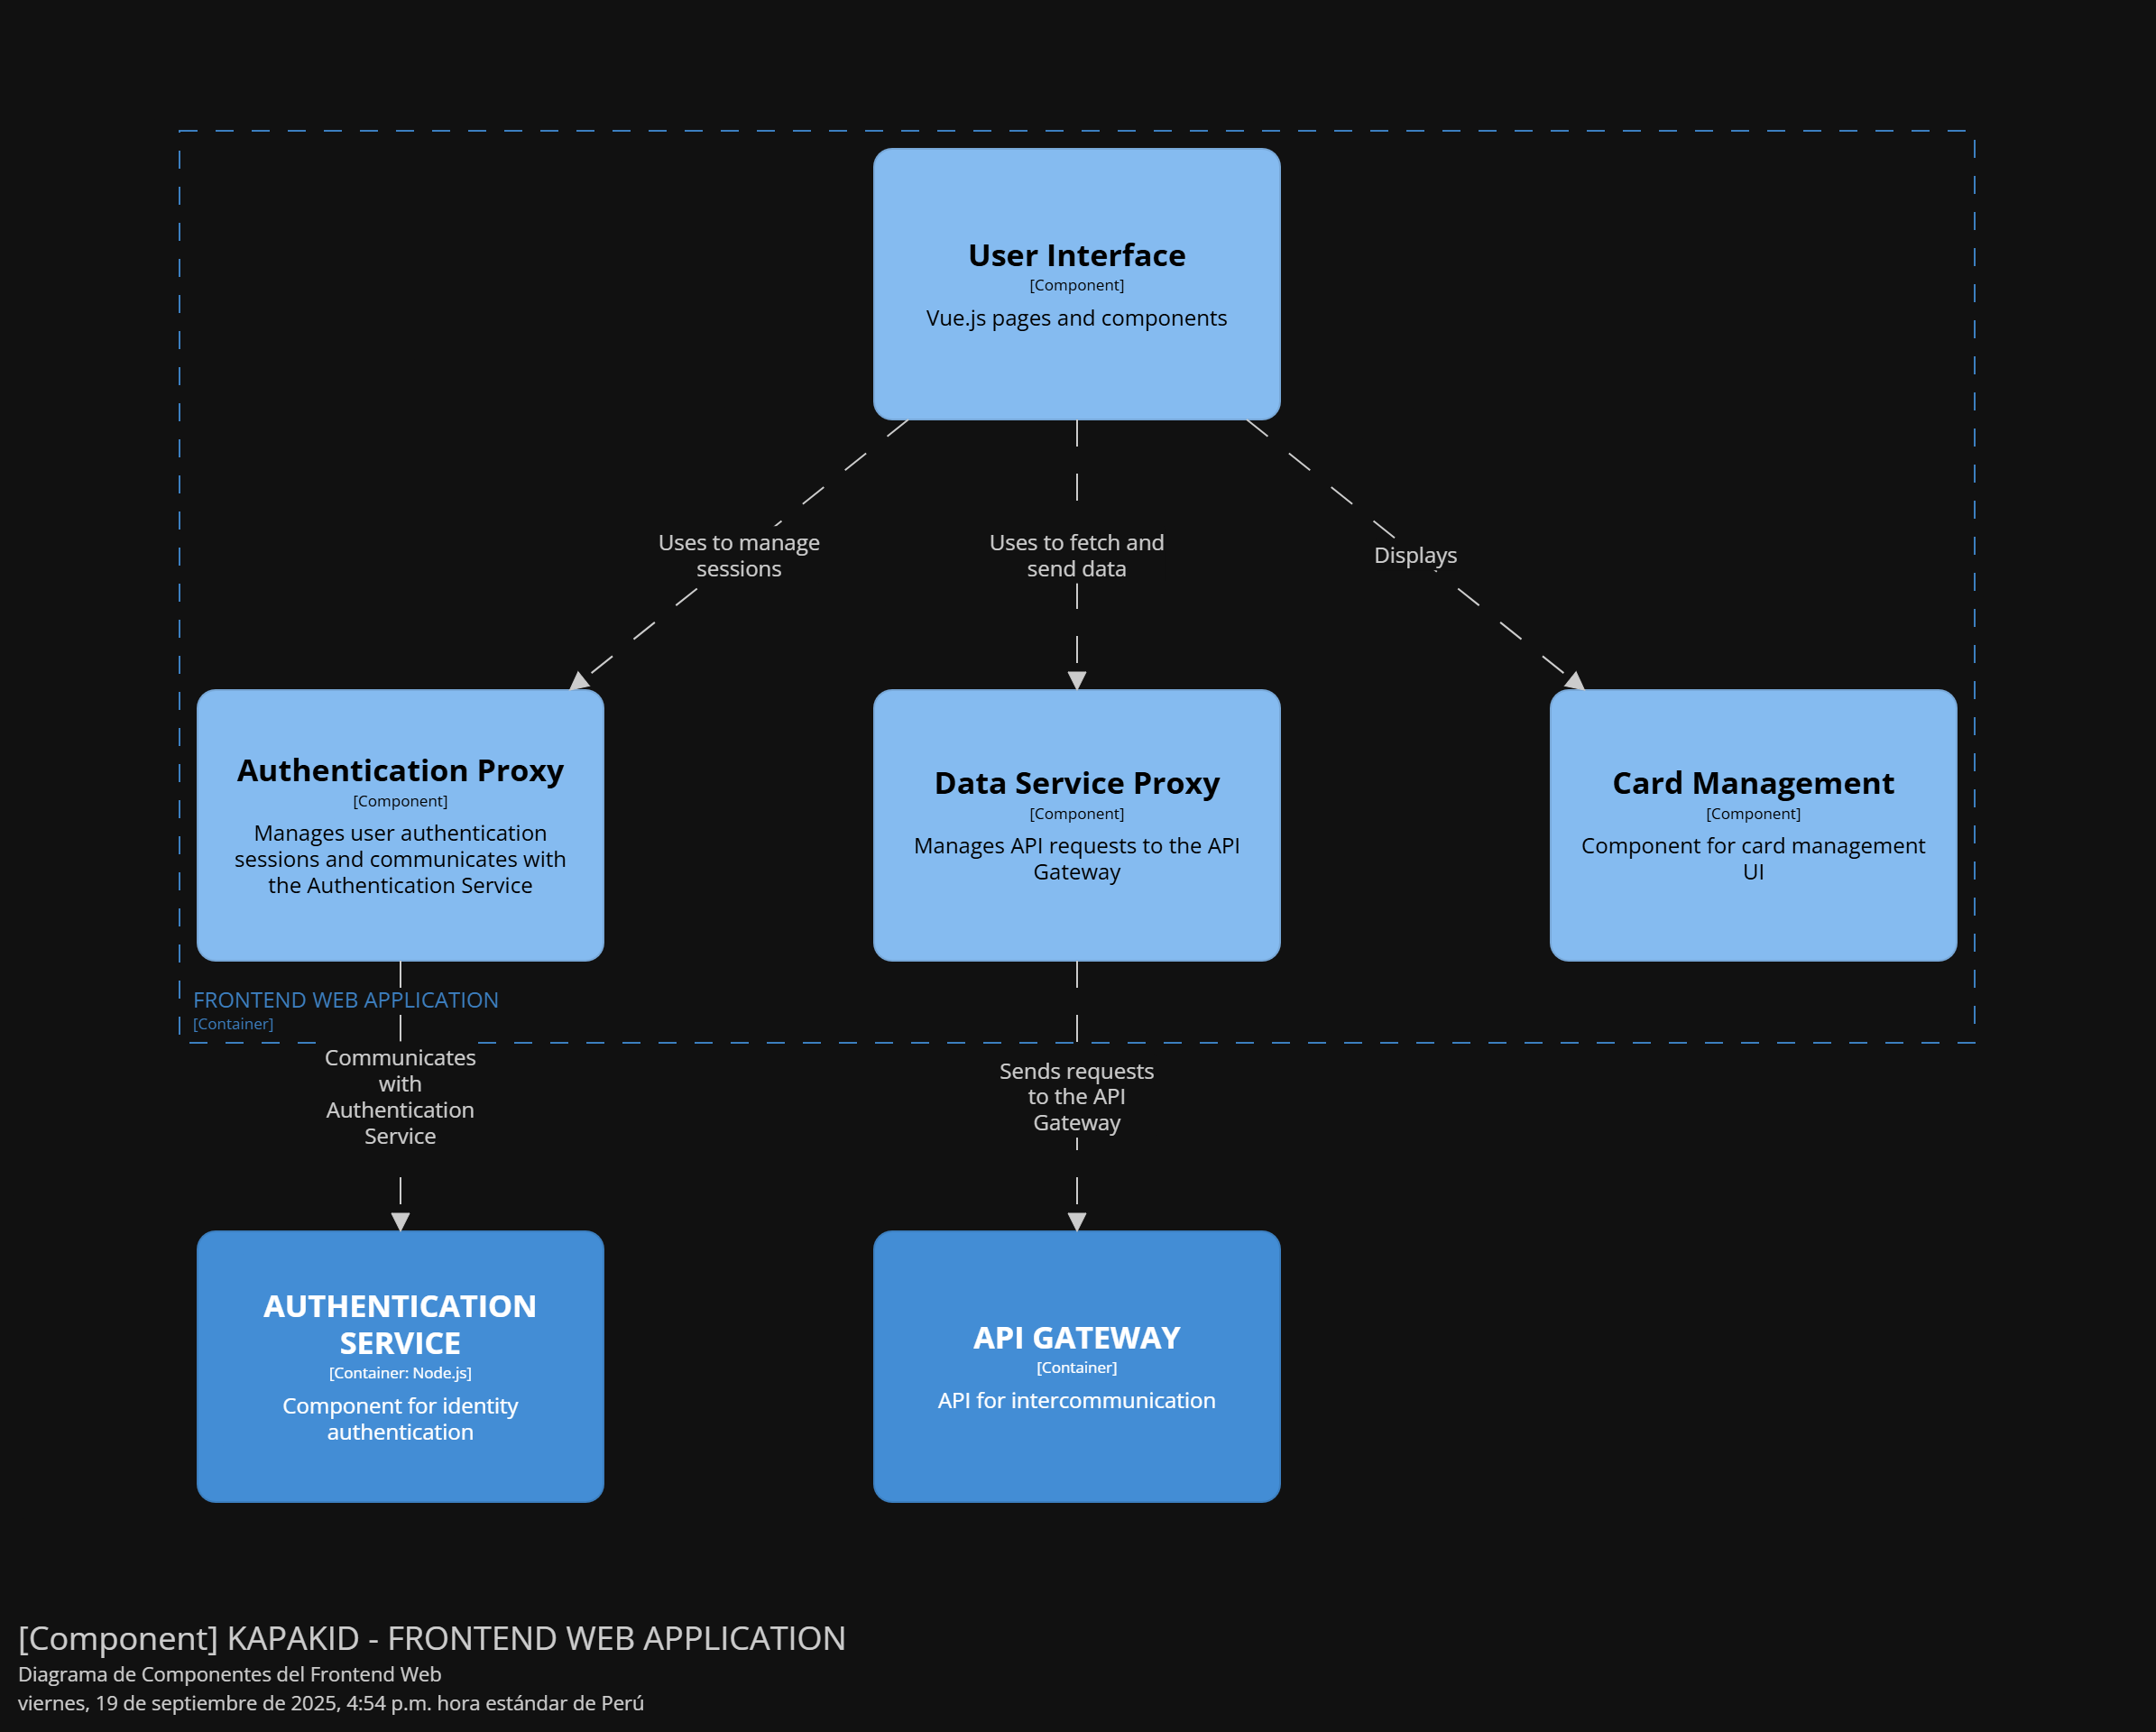 User Interface
[Component]
Vue.js pages and components
Uses to manage
sessions
Uses to fetch and
send data
Displays
Authentication Proxy
[Component]
Manages user authentication
sessions and communicates with
the Authentication Service
Data Service Proxy
[Component]
Manages API requests to the API
Gateway
Card Management
[Component]
Component for card management
UI
FRONTEND WEB APPLICATION
[Container]
Communicates
with
Authentication
Service
Sends requests
to the API
Gateway
AUTHENTICATION
SERVICE
[Container: Node.js]
Component for identity
authentication
API GATEWAY
[Container]
API for intercommunication
[Component] KAPAKID - FRONTEND WEB APPLICATION
Diagrama de Componentes del Frontend Web
viernes, 19 de septiembre de 2025, 4:54 p.m. hora estándar de Perú